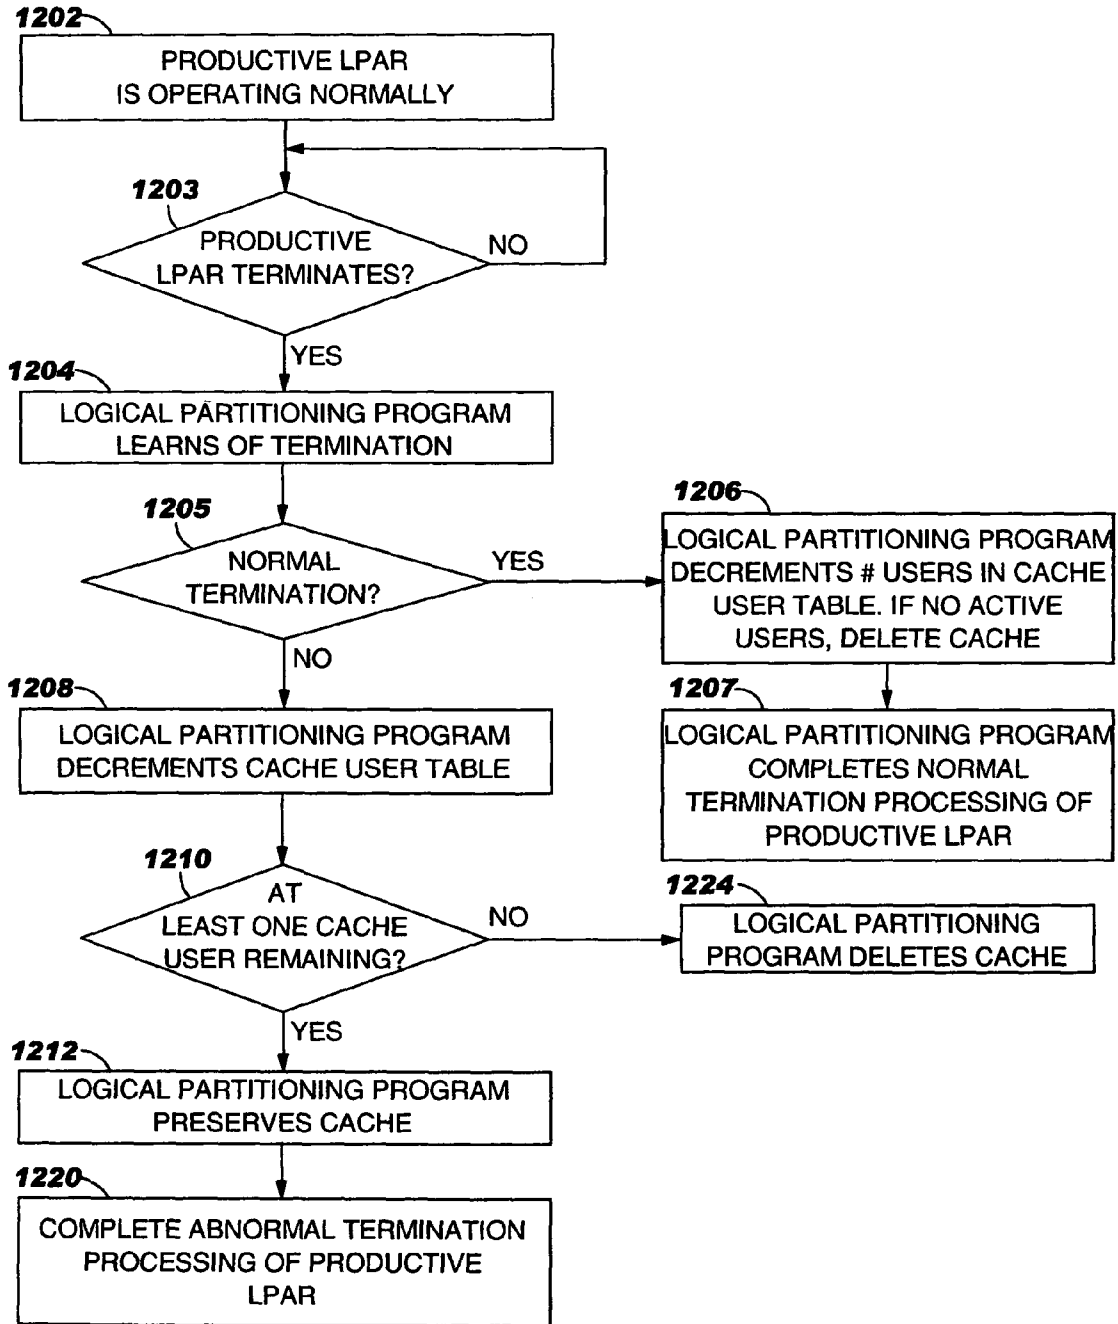 1202
PRODUCTIVE LPAR
IS OPERATING NORMALLY
1203
PRODUCTIVE
LPAR TERMINATES?
NO
YES
1204
LOGICAL PARTITIONING PROGRAM
LEARNS OF TERMINATION
1205
NORMAL
TERMINATION?
YES
NO
1206
LOGICAL PARTITIONING PROGRAM
DECREMENTS # USERS IN CACHE
USER TABLE. IF NO ACTIVE
USERS, DELETE CACHE
1207
LOGICAL PARTITIONING PROGRAM
COMPLETES NORMAL
TERMINATION PROCESSING OF
PRODUCTIVE LPAR
1208
LOGICAL PARTITIONING PROGRAM
DECREMENTS CACHE USER TABLE
1210
AT
LEAST ONE CACHE
USER REMAINING?
NO
YES
1224
LOGICAL PARTITIONING
PROGRAM DELETES CACHE
1212
LOGICAL PARTITIONING PROGRAM
PRESERVES CACHE
1220
COMPLETE ABNORMAL TERMINATION
PROCESSING OF PRODUCTIVE
LPAR